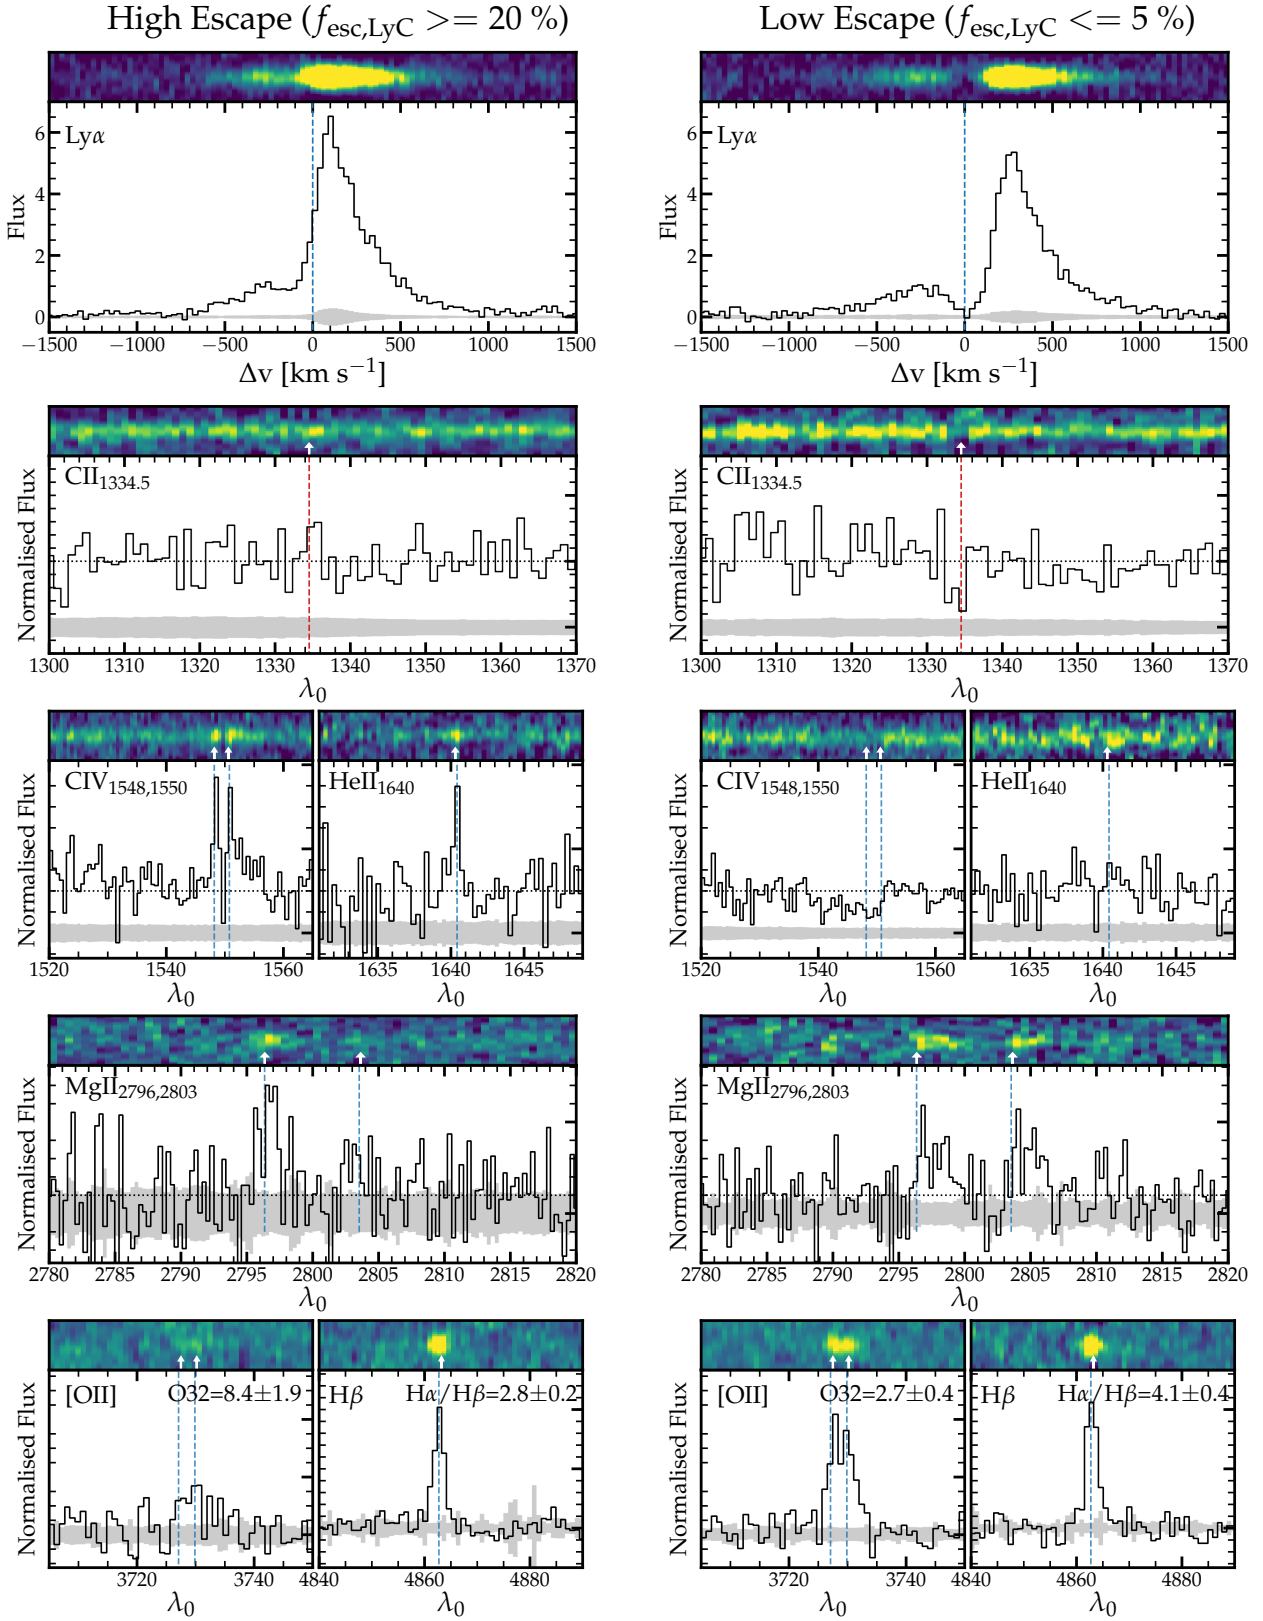 High Escape (f_esc,LyC >= 20 %)
Low Escape (f_esc,LyC <= 5 %)
Lyα
Flux
0 2 4 6
−1500 −1000 −500 0 500 1000 1500
Δv [km s⁻¹]
Lyα
Flux
0 2 4 6
−1500 −1000 −500 0 500 1000 1500
Δv [km s⁻¹]
CII1334.5
Normalised Flux
1300 1310 1320 1330 1340 1350 1360 1370
λ0
CII1334.5
Normalised Flux
1300 1310 1320 1330 1340 1350 1360 1370
λ0
CIV1548,1550
Normalised Flux
1520 1540 1560
λ0
HeII1640
1635 1640 1645
λ0
CIV1548,1550
Normalised Flux
1520 1540 1560
λ0
HeII1640
1635 1640 1645
λ0
MgII2796,2803
Normalised Flux
2780 2785 2790 2795 2800 2805 2810 2815 2820
λ0
MgII2796,2803
Normalised Flux
2780 2785 2790 2795 2800 2805 2810 2815 2820
λ0
[OII] O32=8.4±1.9
Normalised Flux
3720 3740
λ0
Hβ Hα/Hβ=2.8±0.2
4840 4860 4880
λ0
[OII] O32=2.7±0.4
Normalised Flux
3720 3740
λ0
Hβ Hα/Hβ=4.1±0.4
4840 4860 4880
λ0